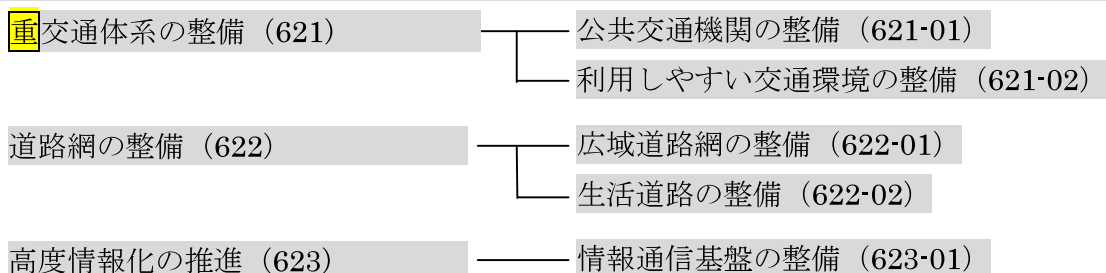 重交通体系の整備（621）
公共交通機関の整備（621-01）
利用しやすい交通環境の整備（621-02）
道路網の整備（622）
広域道路網の整備（622-01）
生活道路の整備（622-02）
高度情報化の推進（623）
情報通信基盤の整備（623-01）